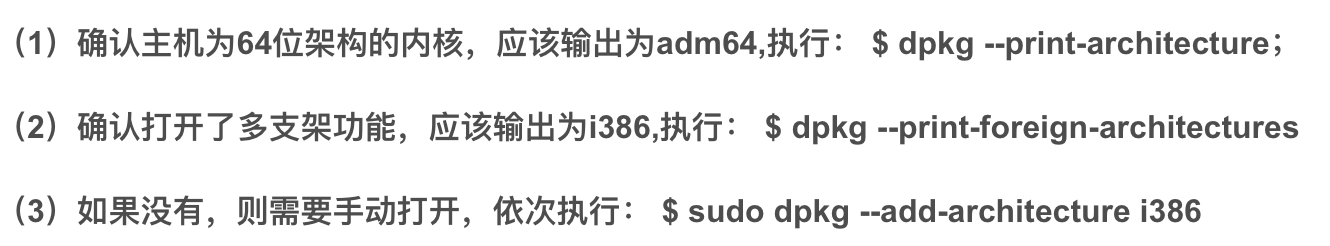 （1）确认主机为64位架构的内核，应该输出为adm64,执行： $ dpkg --print-architecture；
（2）确认打开了多支架功能，应该输出为i386,执行： $ dpkg --print-foreign-architectures
（3）如果没有，则需要手动打开，依次执行： $ sudo dpkg --add-architecture i386